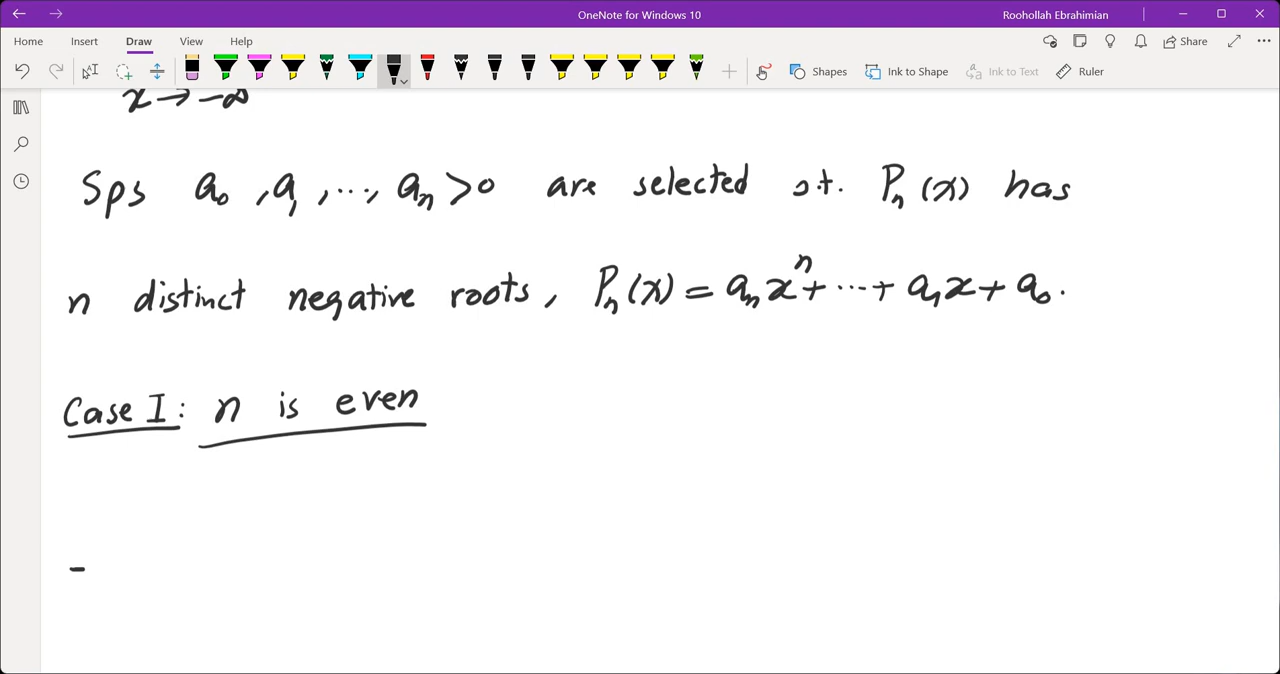 OneNote for Windows 10
Roohollah Ebrahimian
Home Insert Draw View Help
Share
Shapes Ink to Shape Ink to Text Ruler
x → -∞
Sps a₀, a₁, ..., aₙ > 0 are selected s.t. Pₙ(x) has
n distinct negative roots, Pₙ(x) = aₙxⁿ + ... + a₁x + a₀.
Case I: n is even
-